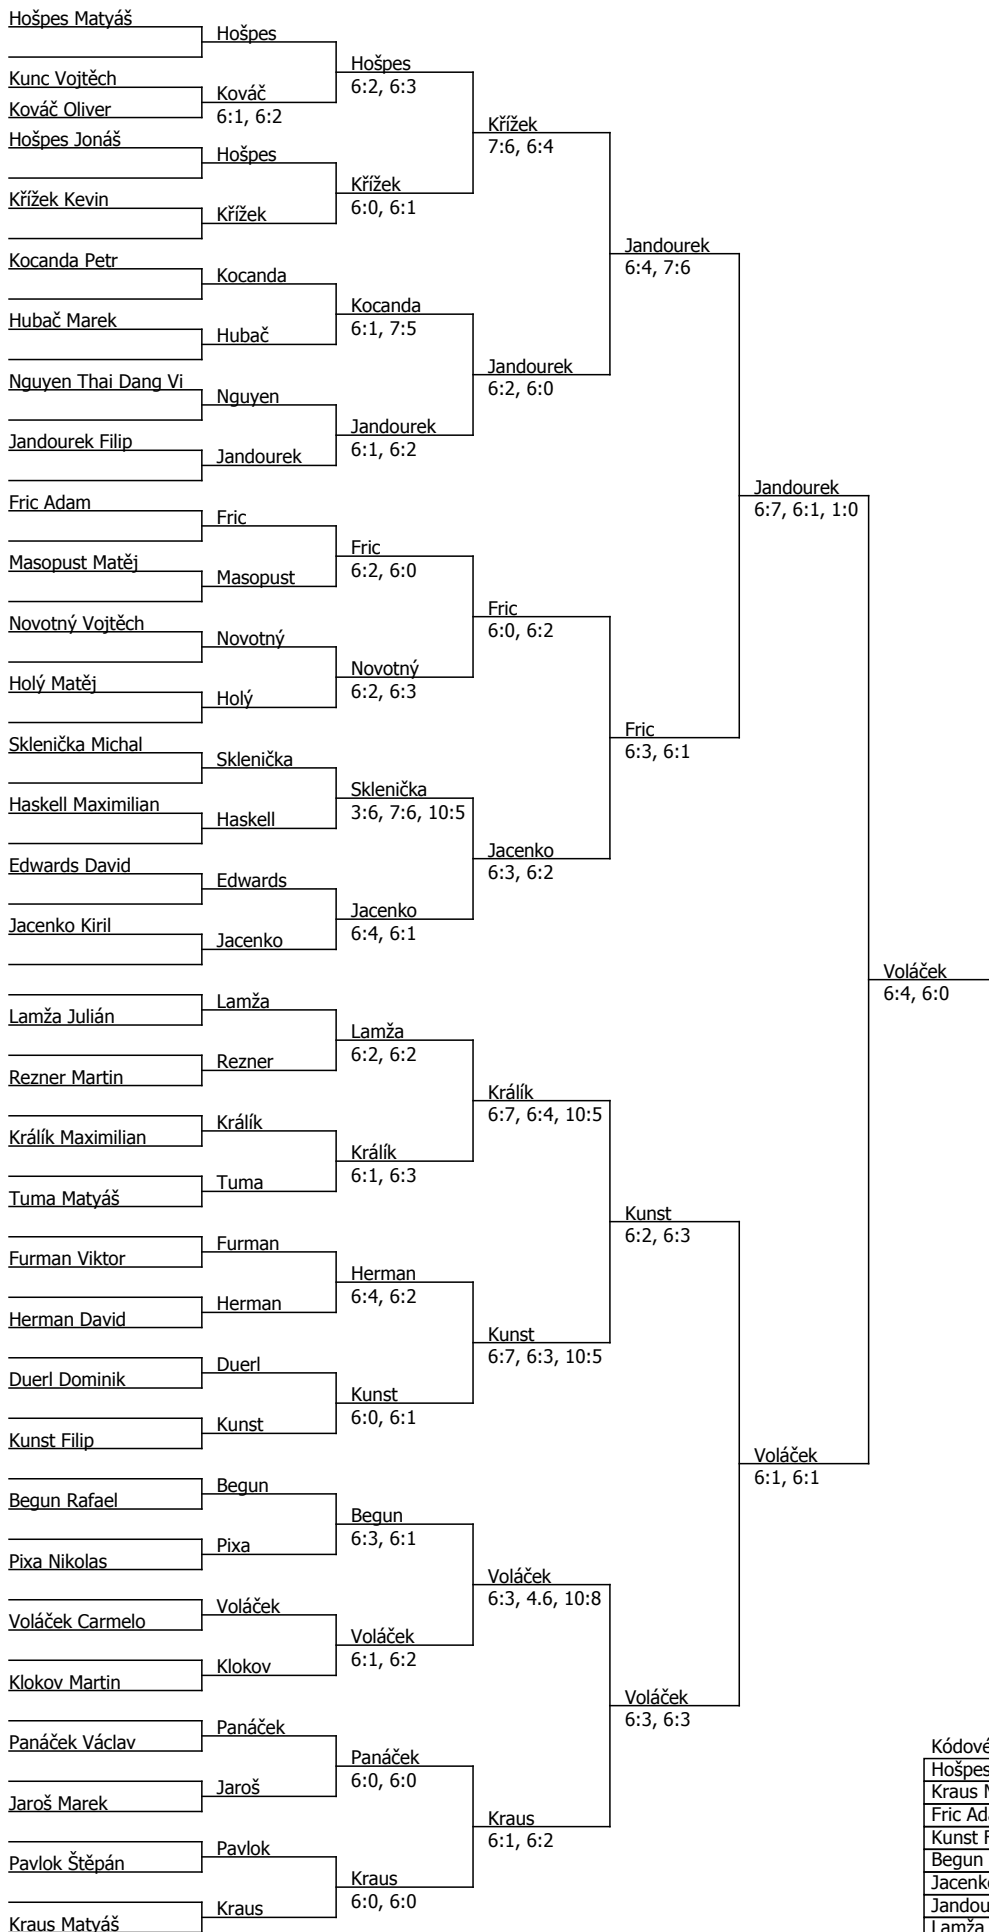 Hošpes Matyáš
Kunc Vojtěch
Kováč Oliver
Hošpes Jonáš
Křížek Kevin
Kocanda Petr
Hubač Marek
Nguyen Thai Dang Vi
Jandourek Filip
Fric Adam
Masopust Matěj
Novotný Vojtěch
Holý Matěj
Sklenička Michal
Haskell Maximilian
Edwards David
Jacenko Kiril
Lamža Julián
Rezner Martin
Králík Maximilian
Tuma Matyáš
Furman Viktor
Herman David
Duerl Dominik
Kunst Filip
Begun Rafael
Pixa Nikolas
Voláček Carmelo
Klokov Martin
Panáček Václav
Jaroš Marek
Pavlok Štěpán
Kraus Matyáš
Hošpes
Kováč
6:1, 6:2
Hošpes
Křížek
Kocanda
Hubač
Nguyen
Jandourek
Fric
Masopust
Novotný
Holý
Sklenička
Haskell
Edwards
Jacenko
Lamža
Rezner
Králík
Tuma
Furman
Herman
Duerl
Kunst
Begun
Pixa
Voláček
Klokov
Panáček
Jaroš
Pavlok
Kraus
Hošpes
6:2, 6:3
Křížek
6:0, 6:1
Kocanda
6:1, 7:5
Jandourek
6:1, 6:2
Fric
6:2, 6:0
Novotný
6:2, 6:3
Sklenička
3:6, 7:6, 10:5
Jacenko
6:4, 6:1
Lamža
6:2, 6:2
Králík
6:1, 6:3
Herman
6:4, 6:2
Kunst
6:0, 6:1
Begun
6:3, 6:1
Voláček
6:1, 6:2
Panáček
6:0, 6:0
Kraus
6:0, 6:0
Křížek
7:6, 6:4
Jandourek
6:2, 6:0
Fric
6:0, 6:2
Jacenko
6:3, 6:2
Králík
6:7, 6:4, 10:5
Kunst
6:7, 6:3, 10:5
Voláček
6:3, 4.6, 10:8
Kraus
6:1, 6:2
Jandourek
6:4, 7:6
Fric
6:3, 6:1
Kunst
6:2, 6:3
Voláček
6:3, 6:3
Jandourek
6:7, 6:1, 1:0
Voláček
6:1, 6:1
Voláček
6:4, 6:0
Kódové
Hošpes
Kraus
Fric
Kunst
Begun
Lamža